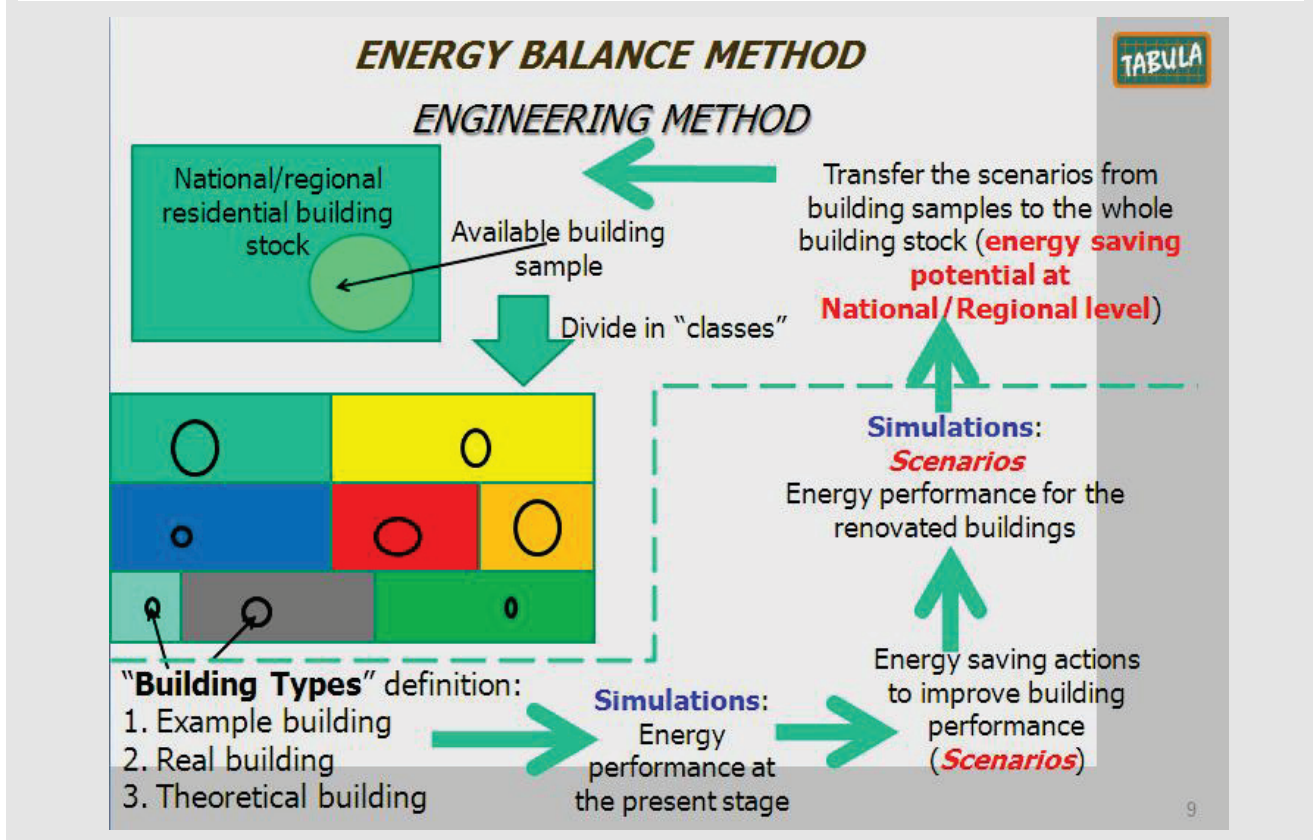 ENERGY BALANCE METHOD
TABULA
ENGINEERING METHOD
National/regional
residential building
stock
Available building
sample
Divide in “classes”
Transfer the scenarios from
building samples to the whole
building stock (energy saving
potential at
National/Regional level)
Simulations:
Scenarios
Energy performance for the
renovated buildings
“Building Types” definition:
1. Example building
2. Real building
3. Theoretical building
Simulations:
Energy
performance at
the present stage
Energy saving actions
to improve building
performance
(Scenarios)
9